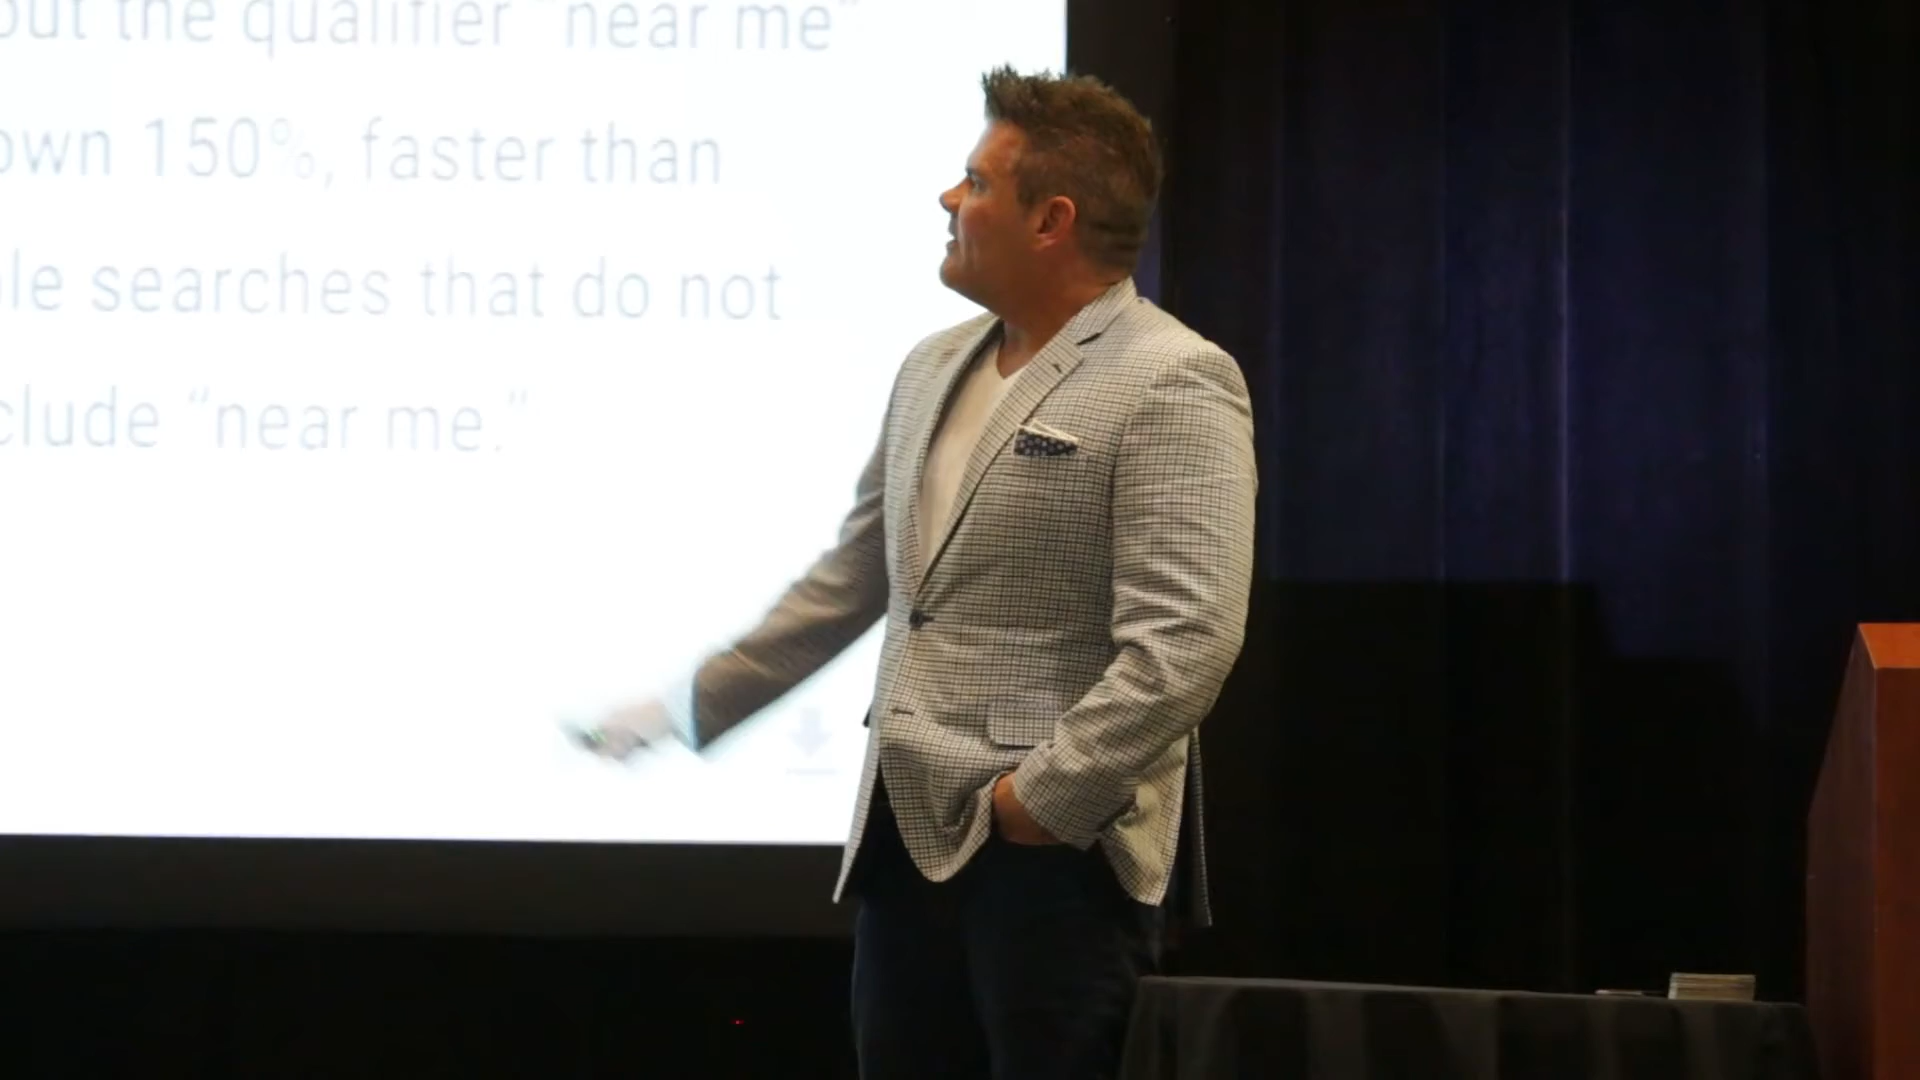 out the qualifier "near me"
own 150%, faster than
le searches that do not
clude “near me.”